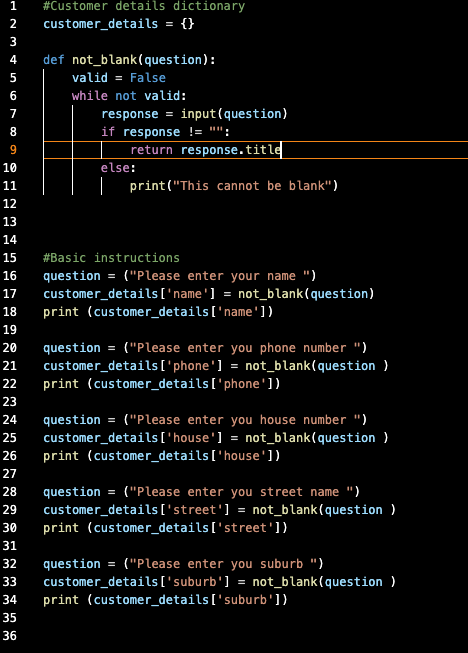 1 #Customer details dictionary
2 customer_details = {}
3
4 def not_blank(question):
5     valid = False
6     while not valid:
7         response = input(question)
8         if response != "":
9             return response.title
10         else:
11             print("This cannot be blank")
12
13
14
15 #Basic instructions
16 question = ("Please enter your name ")
17 customer_details['name'] = not_blank(question)
18 print (customer_details['name'])
19
20 question = ("Please enter you phone number ")
21 customer_details['phone'] = not_blank(question )
22 print (customer_details['phone'])
23
24 question = ("Please enter you house number ")
25 customer_details['house'] = not_blank(question )
26 print (customer_details['house'])
27
28 question = ("Please enter you street name ")
29 customer_details['street'] = not_blank(question )
30 print (customer_details['street'])
31
32 question = ("Please enter you suburb ")
33 customer_details['suburb'] = not_blank(question )
34 print (customer_details['suburb'])
35
36